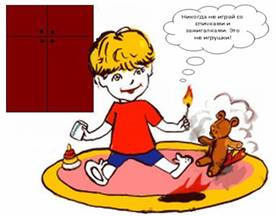 Никогда не играй со
спичками и
зажигалками. Это
не игрушки!